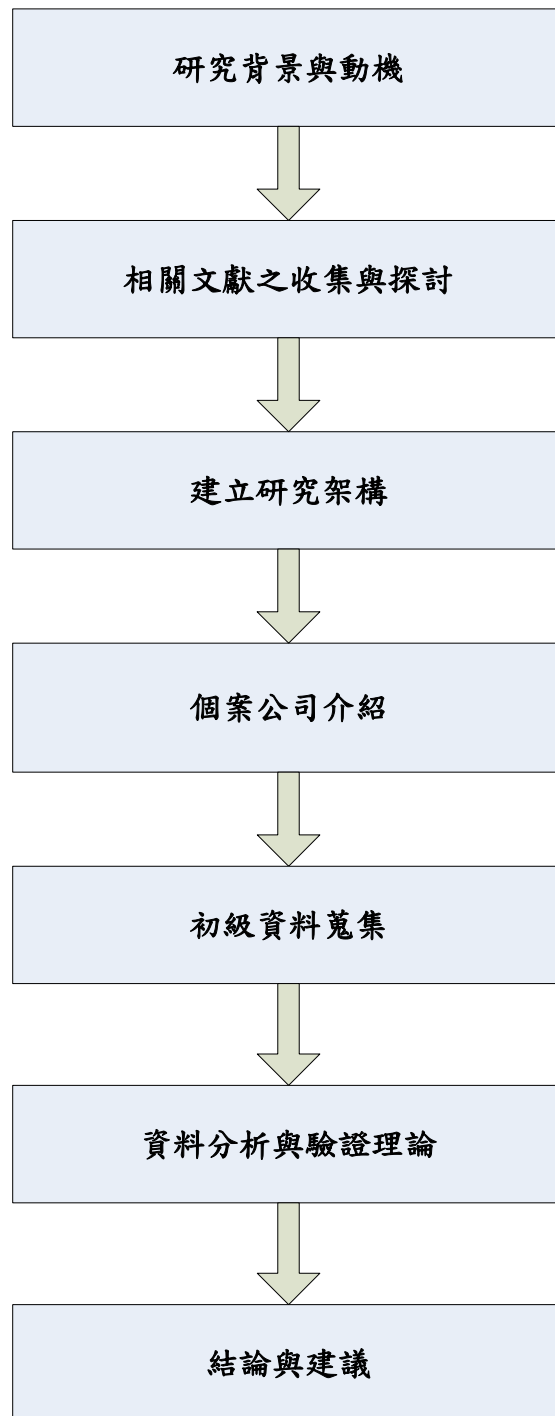 研究背景與動機
相關文獻之收集與探討
建立研究架構
個案公司介紹
初級資料蒐集
資料分析與驗證理論
結論與建議